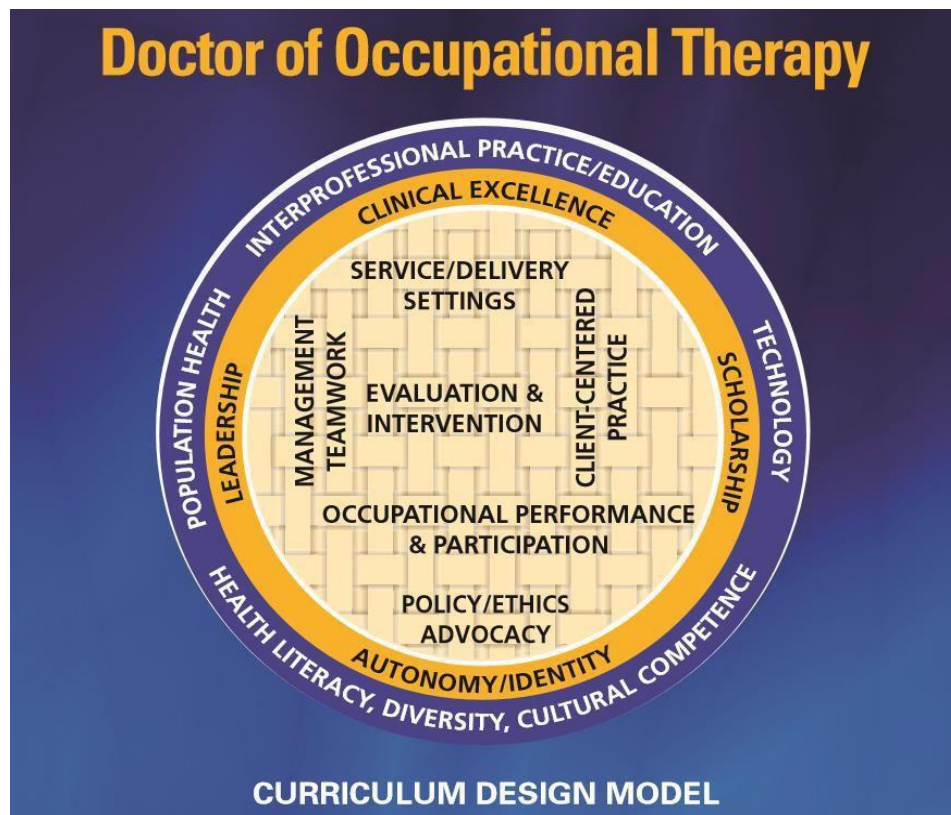 Doctor of Occupational Therapy
INTERPROFESSIONAL PRACTICE/EDUCATION
CLINICAL EXCELLENCE
POPULATION HEALTH
LEADERSHIP
SERVICE/DELIVERY
SETTINGS
MANAGEMENT
TEAMWORK
EVALUATION &
INTERVENTION
CLIENT-CENTERED
PRACTICE
SCHOLARSHIP
TECHNOLOGY
OCCUPATIONAL PERFORMANCE
& PARTICIPATION
POLICY/ETHICS
ADVOCACY
AUTONOMY/IDENTITY
HEALTH LITERACY, DIVERSITY, CULTURAL COMPETENCE
CURRICULUM DESIGN MODEL